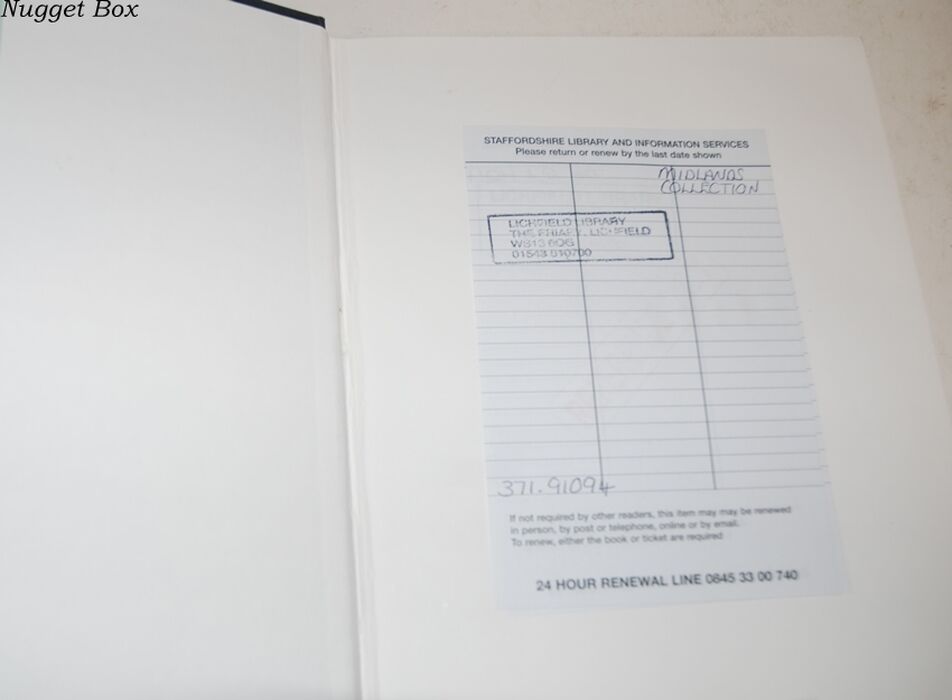 Nugget Box
STAFFORDSHIRE LIBRARY AND INFORMATION SERVICES
Please return or renew by the last date shown
MIDLANDS
COLLECTION
LICHFIELD LIBRARY
THE FRIARY, LICHFIELD
WS13 6QG
01543 510700
371.91094
If not required by other readers, this item may may be renewed
in person, by post or telephone, online or by email.
To renew, either the book or ticket are required
24 HOUR RENEWAL LINE 0845 33 00 740